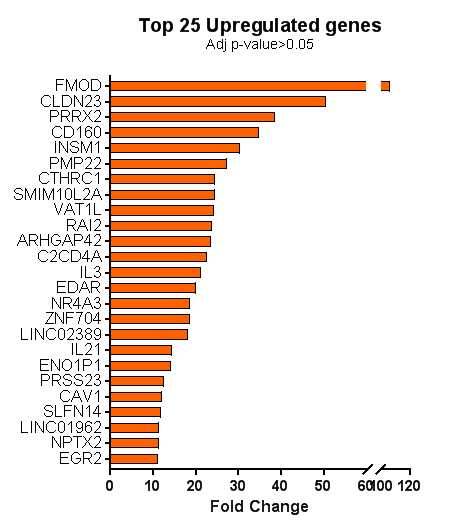 Top 25 Upregulated genes
Adj p-value>0.05
FMOD
CLDN23
PRRX2
CD160
INSM1
PMP22
CTHRC1
SMIM10L2A
VAT1L
RAI2
ARHGAP42
C2CD4A
IL3
EDAR
NR4A3
ZNF704
LINC02389
IL21
ENO1P1
PRSS23
CAV1
SLFN14
LINC01962
NPTX2
EGR2
0 10 20 30 40 50 60 100 120
Fold Change